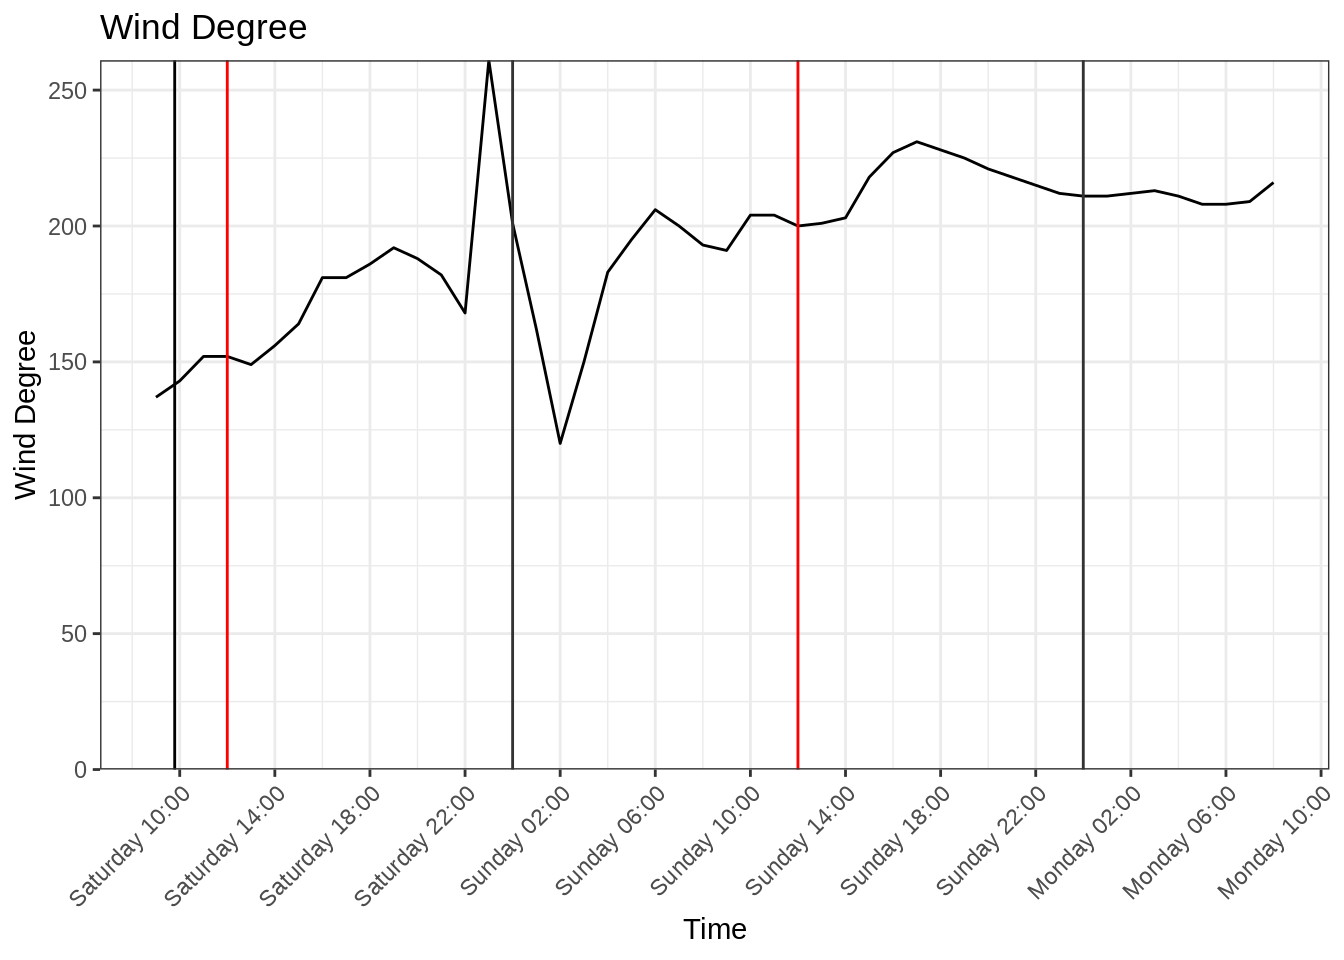 Wind Degree
Wind Degree
250
200
150
100
50
0
Saturday 10:00
Saturday 14:00
Saturday 18:00
Saturday 22:00
Sunday 02:00
Sunday 06:00
Sunday 10:00
Sunday 14:00
Sunday 18:00
Sunday 22:00
Monday 02:00
Monday 06:00
Monday 10:00
Time